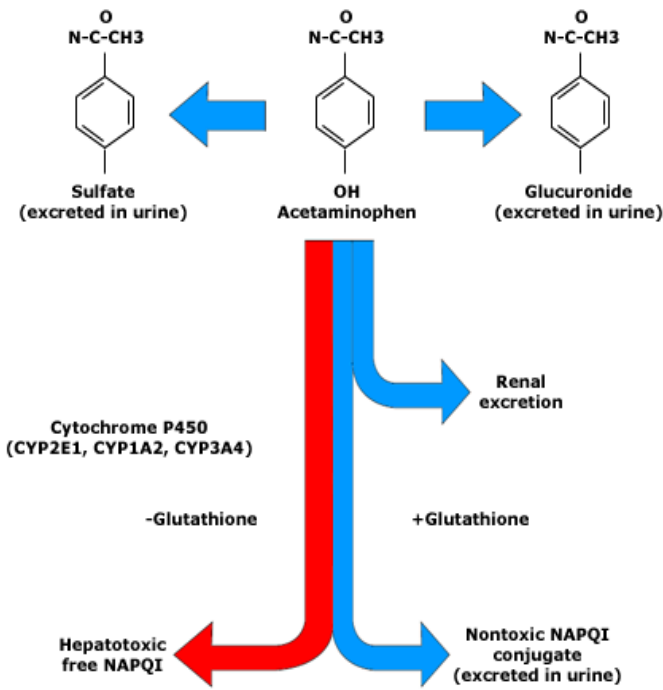 O
N-C-CH3
O
N-C-CH3
O
N-C-CH3
Sulfate
(excreted in urine)
OH
Acetaminophen
Glucuronide
(excreted in urine)
Renal
excretion
Cytochrome P450
(CYP2E1, CYP1A2, CYP3A4)
-Glutathione
+Glutathione
Hepatotoxic
free NAPQI
Nontoxic NAPQI
conjugate
(excreted in urine)